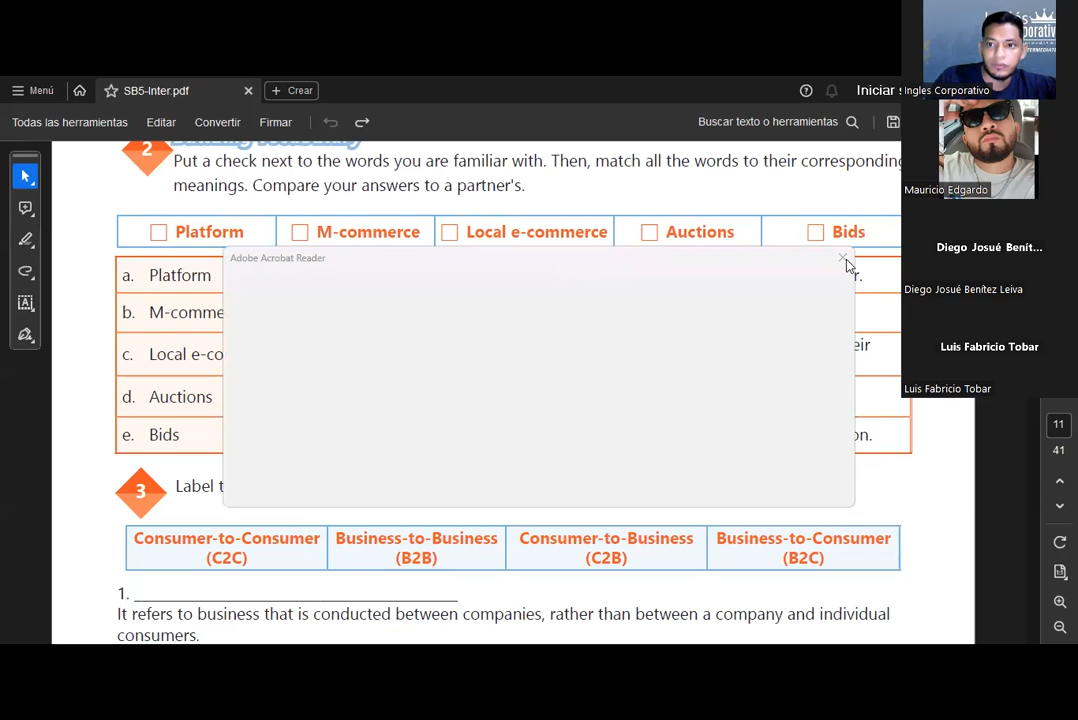 Menú
SB5-Inter.pdf
+ Crear
Iniciar s
Todas las herramientas
Editar
Convertir
Firmar
Buscar texto o herramientas
2
Put a check next to the words you are familiar with. Then, match all the words to their corresponding
meanings. Compare your answers to a partner's.
Platform
M-commerce
Local e-commerce
Auctions
Bids
Adobe Acrobat Reader
a. Platform
r.
b. M-comme
c. Local e-co
eir
d. Auctions
e. Bids
on.
3
Label t
Consumer-to-Consumer
(C2C)
Business-to-Business
(B2B)
Consumer-to-Business
(C2B)
Business-to-Consumer
(B2C)
1.
It refers to business that is conducted between companies, rather than between a company and individual
consumers.
Ingles Corporativo
Mauricio Edgardo
Diego Josué Benít...
Diego Josué Benítez Leiva
Luis Fabricio Tobar
Luis Fabricio Tobar
11
41